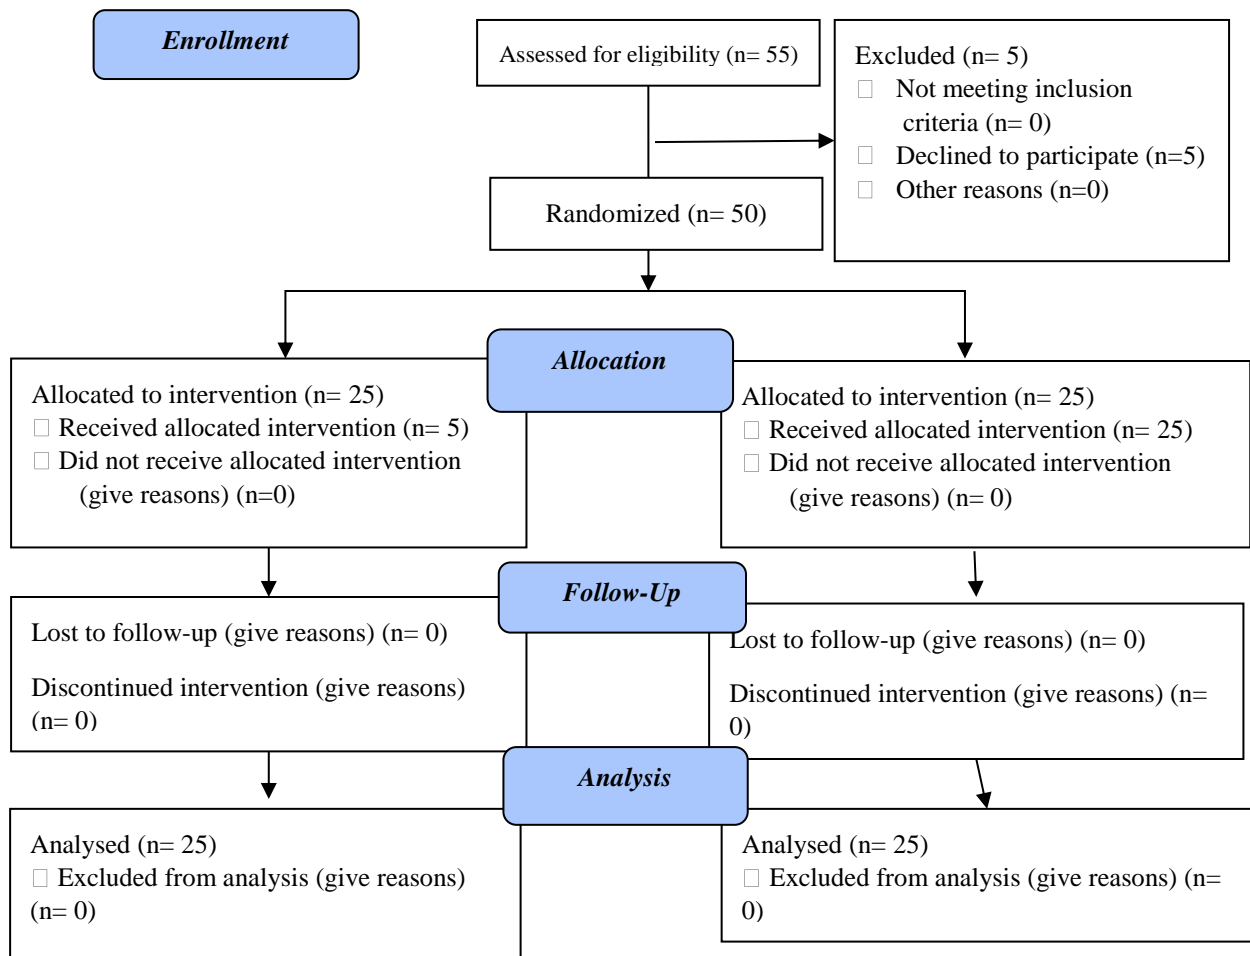 Enrollment
Assessed for eligibility (n= 55)
Excluded (n= 5)
□ Not meeting inclusion
criteria (n= 0)
□ Declined to participate (n=5)
□ Other reasons (n=0)
Randomized (n= 50)
Allocation
Allocated to intervention (n= 25)
□ Received allocated intervention (n= 5)
□ Did not receive allocated intervention
(give reasons) (n=0)
Allocated to intervention (n= 25)
□ Received allocated intervention (n= 25)
□ Did not receive allocated intervention
(give reasons) (n= 0)
Follow-Up
Lost to follow-up (give reasons) (n= 0)
Discontinued intervention (give reasons)
(n= 0)
Lost to follow-up (give reasons) (n= 0)
Discontinued intervention (give reasons) (n=
0)
Analysis
Analysed (n= 25)
□ Excluded from analysis (give reasons)
(n= 0)
Analysed (n= 25)
□ Excluded from analysis (give reasons) (n=
0)